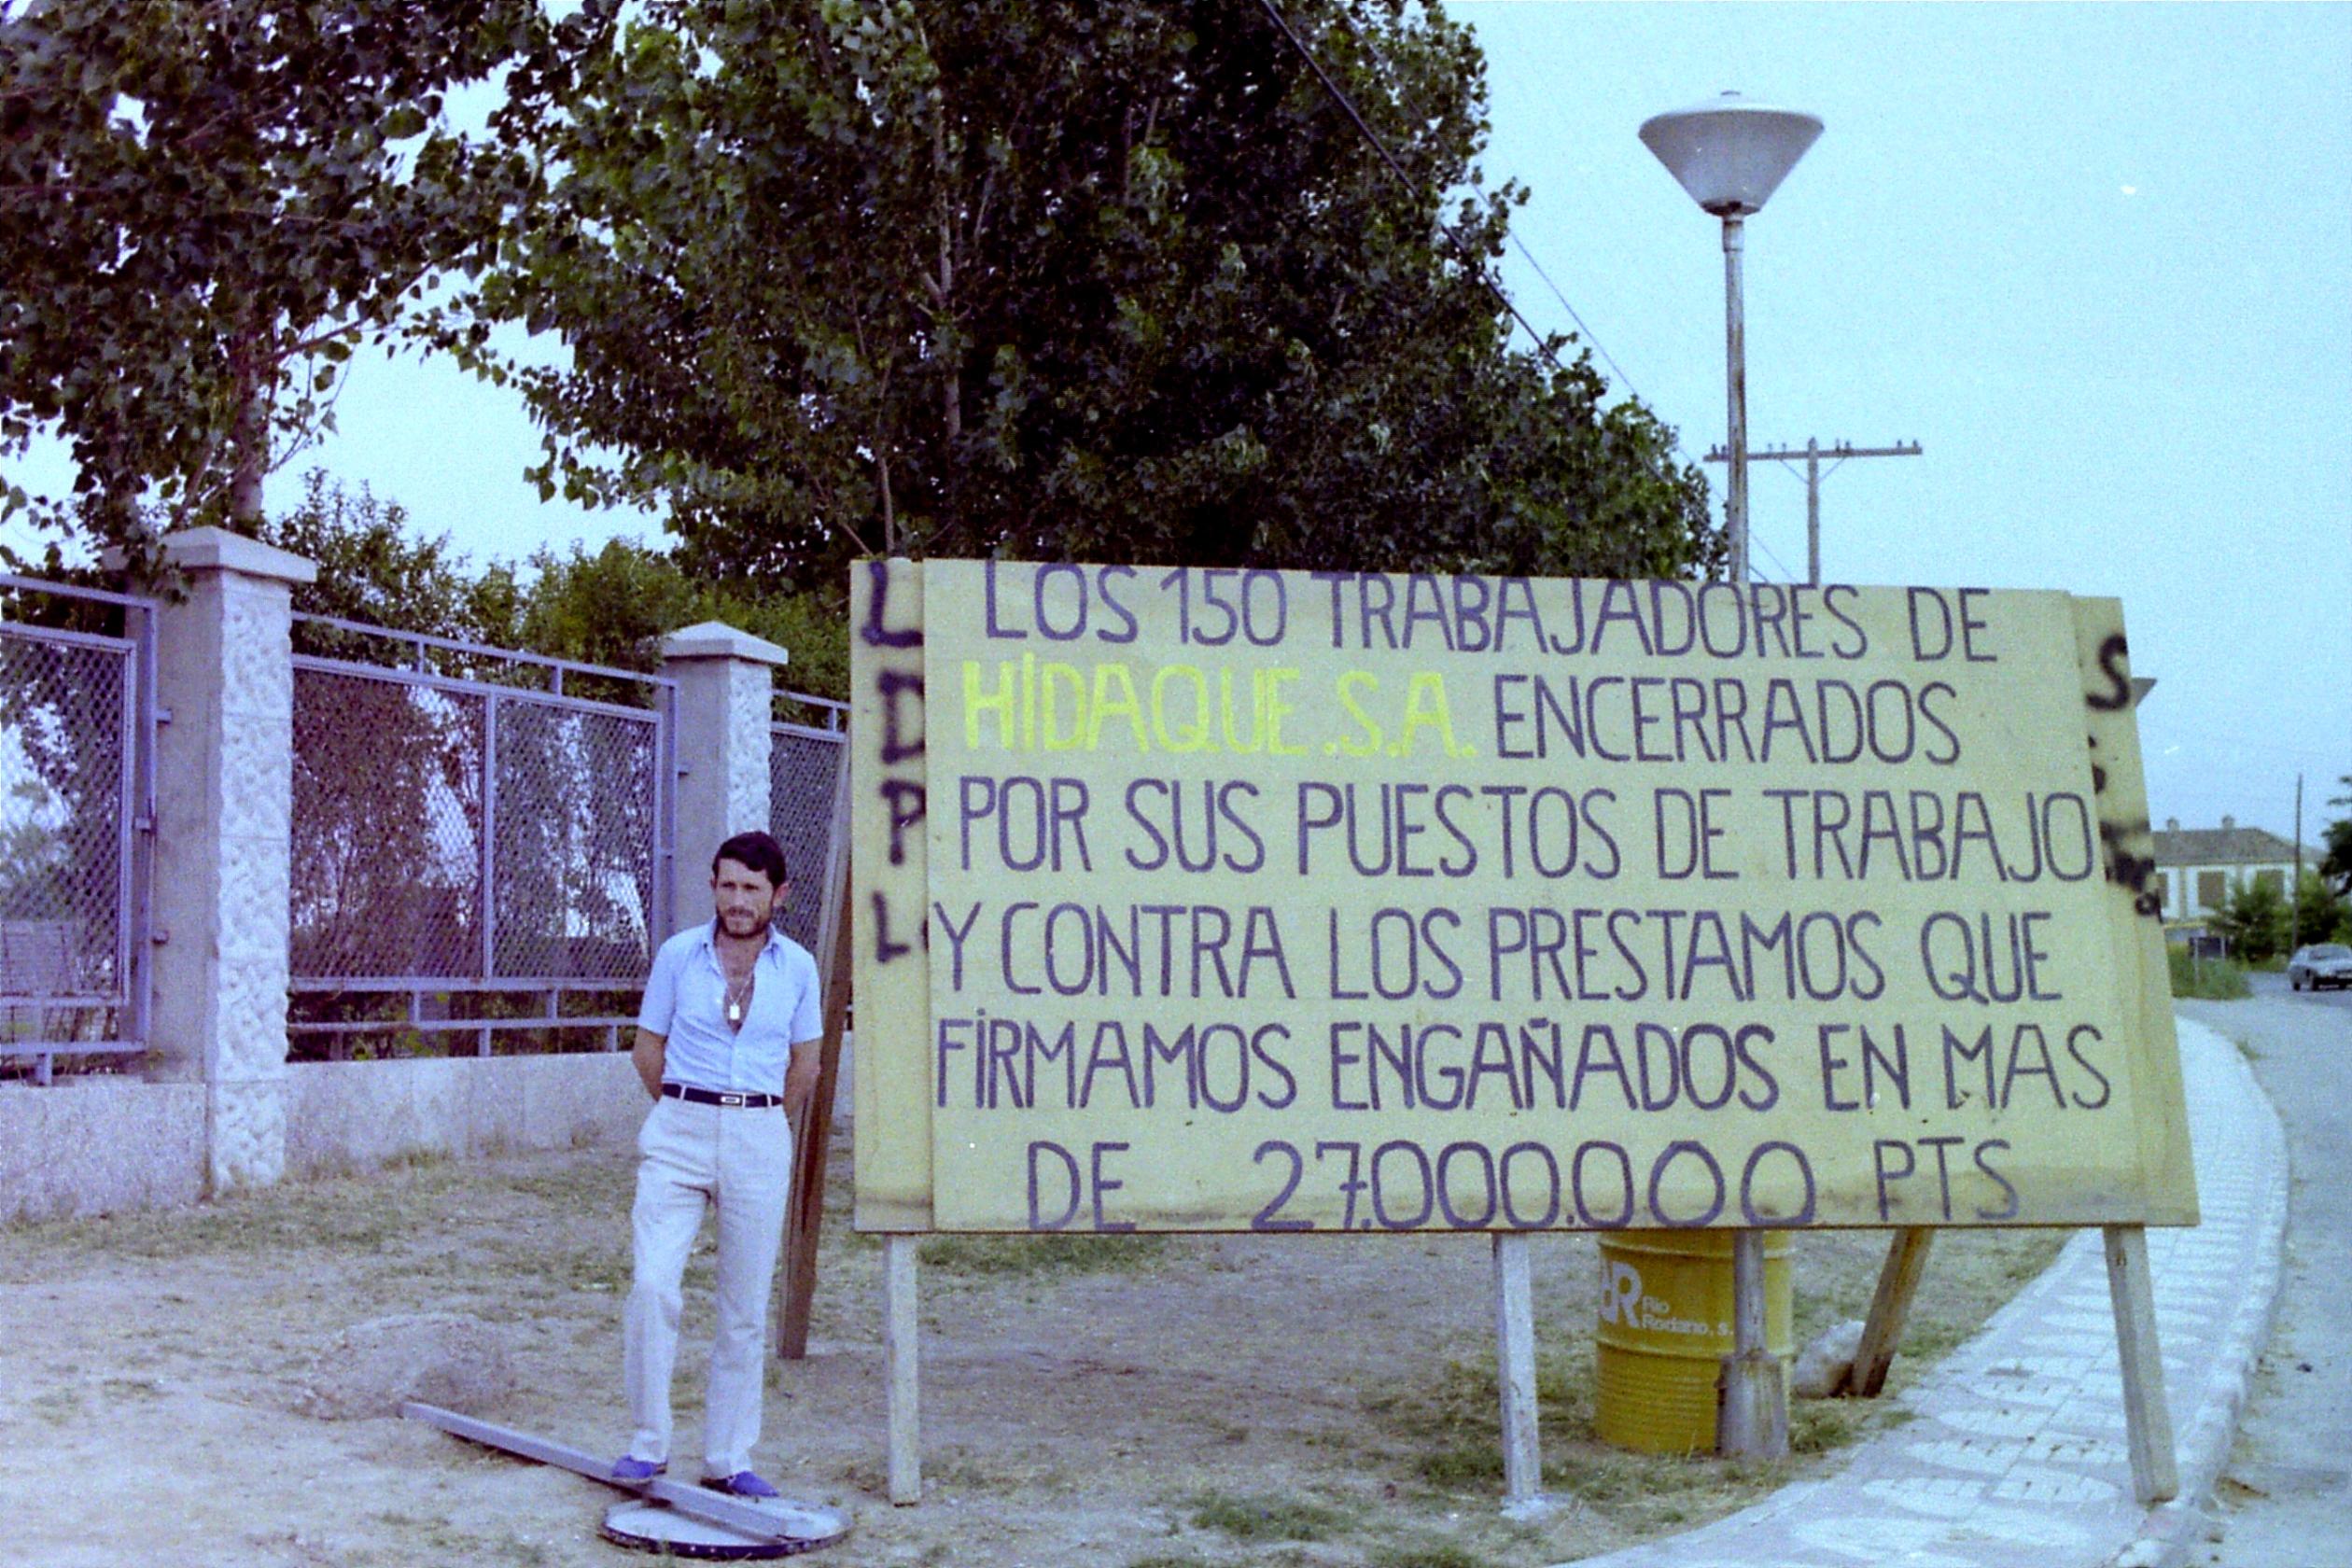 LOS 150 TRABAJADORES DE
HIDAQUE.S.A. ENCERRADOS
POR SUS PUESTOS DE TRABAJO
Y CONTRA LOS PRESTAMOS QUE
FIRMAMOS ENGAÑADOS EN MAS
DE 27.000.000 PTS
L
D
P
L
S
dR Rio
Rodano, S.